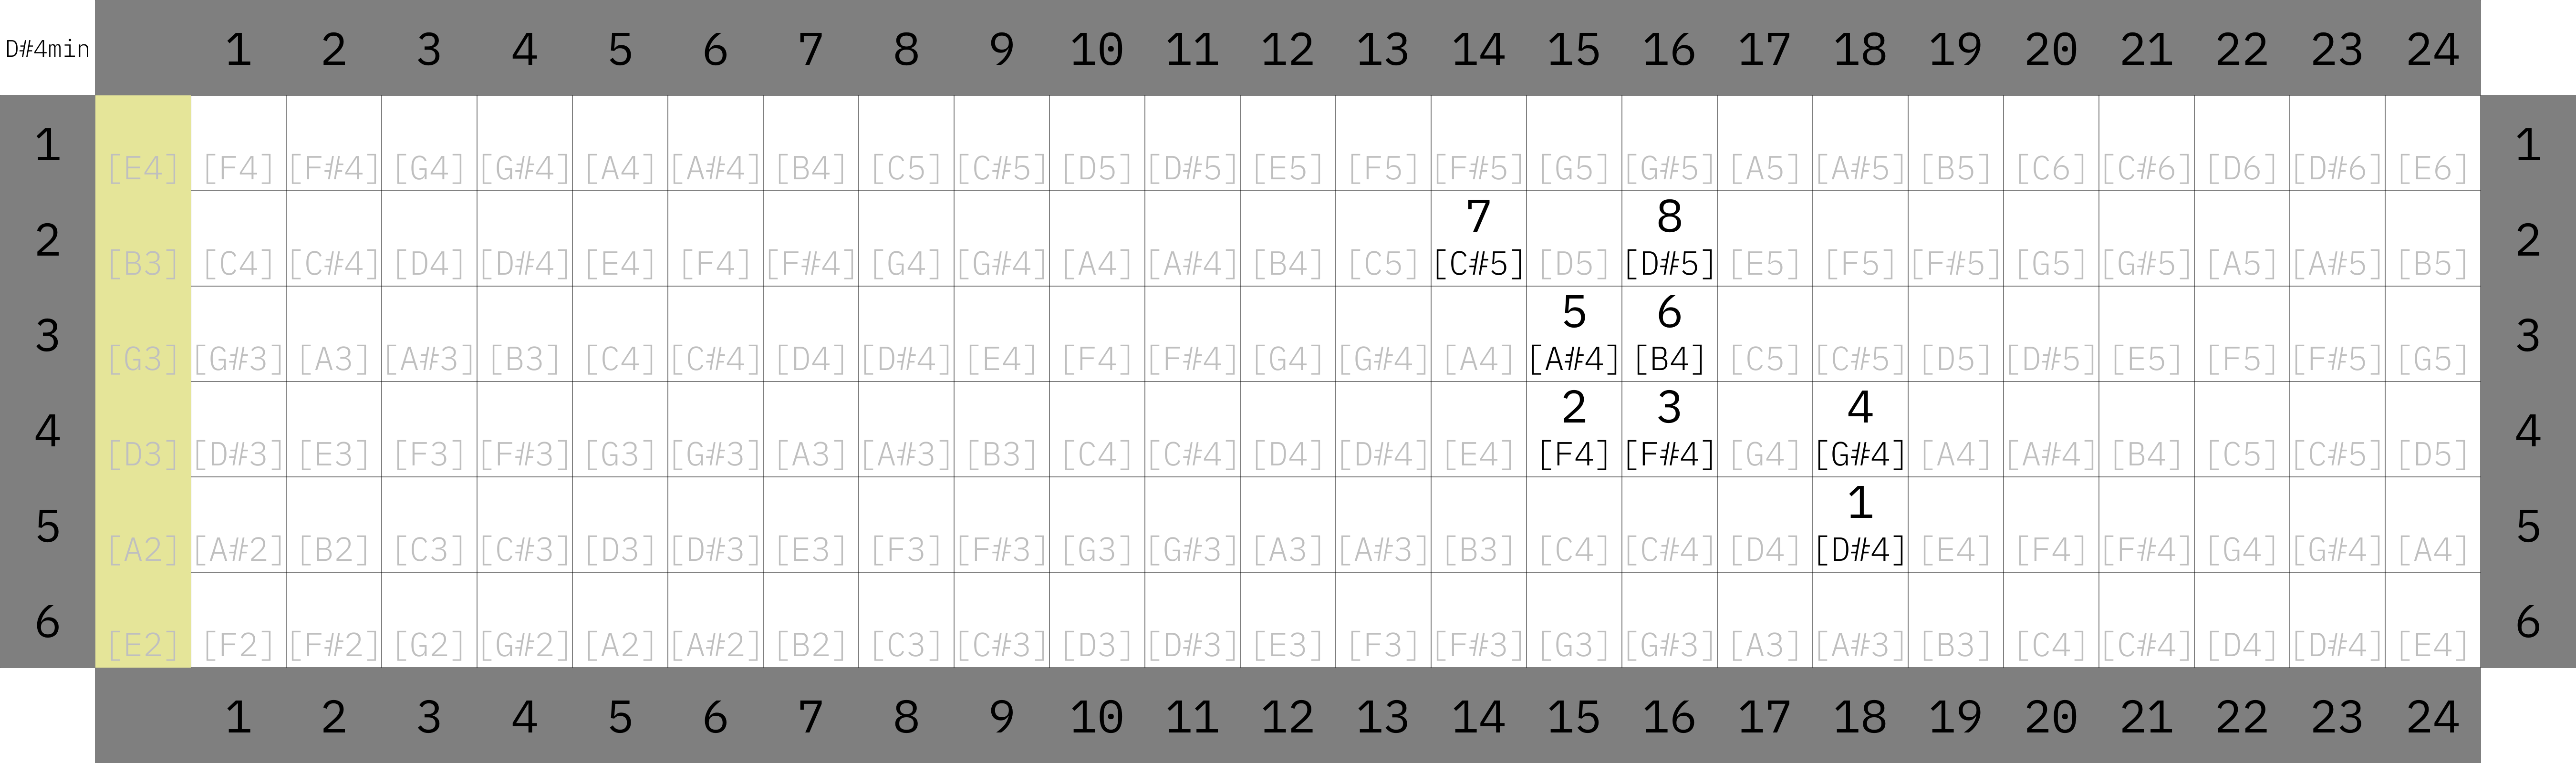 D#4min 1 2 3 4 5 6 7 8 9 10 11 12 13 14 15 16 17 18 19 20 21 22 23 24
1 [E4] [F4] [F#4] [G4] [G#4] [A4] [A#4] [B4] [C5] [C#5] [D5] [D#5] [E5] [F5] [F#5] [G5] [G#5] [A5] [A#5] [B5] [C6] [C#6] [D6] [D#6] [E6] 1
7 8
2 [B3] [C4] [C#4] [D4] [D#4] [E4] [F4] [F#4] [G4] [G#4] [A4] [A#4] [B4] [C5] [C#5] [D5] [D#5] [E5] [F5] [F#5] [G5] [G#5] [A5] [A#5] [B5] 2
5 6
3 [G3] [G#3] [A3] [A#3] [B3] [C4] [C#4] [D4] [D#4] [E4] [F4] [F#4] [G4] [G#4] [A4] [A#4] [B4] [C5] [C#5] [D5] [D#5] [E5] [F5] [F#5] [G5] 3
2 3 4
4 [D3] [D#3] [E3] [F3] [F#3] [G3] [G#3] [A3] [A#3] [B3] [C4] [C#4] [D4] [D#4] [E4] [F4] [F#4] [G4] [G#4] [A4] [A#4] [B4] [C5] [C#5] [D5] 4
1
5 [A2] [A#2] [B2] [C3] [C#3] [D3] [D#3] [E3] [F3] [F#3] [G3] [G#3] [A3] [A#3] [B3] [C4] [C#4] [D4] [D#4] [E4] [F4] [F#4] [G4] [G#4] [A4] 5
6 [E2] [F2] [F#2] [G2] [G#2] [A2] [A#2] [B2] [C3] [C#3] [D3] [D#3] [E3] [F3] [F#3] [G3] [G#3] [A3] [A#3] [B3] [C4] [C#4] [D4] [D#4] [E4] 6
1 2 3 4 5 6 7 8 9 10 11 12 13 14 15 16 17 18 19 20 21 22 23 24